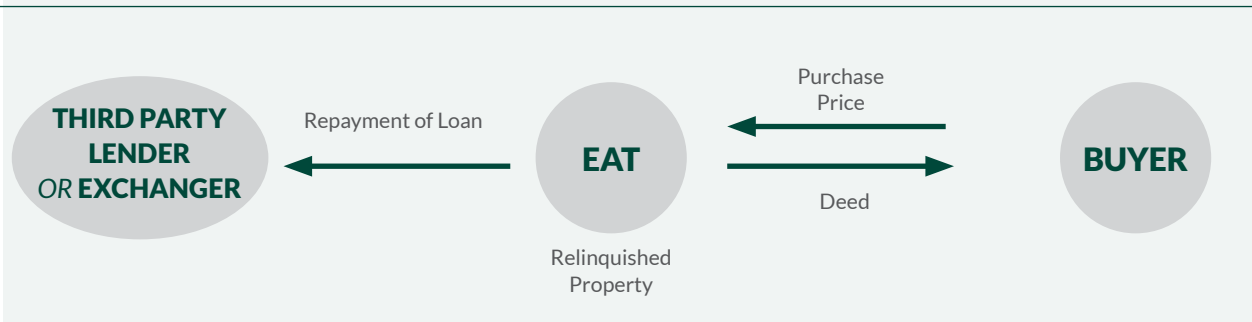 THIRD PARTY
LENDER
OR EXCHANGER
Repayment of Loan
EAT
Relinquished
Property
Purchase
Price
Deed
BUYER